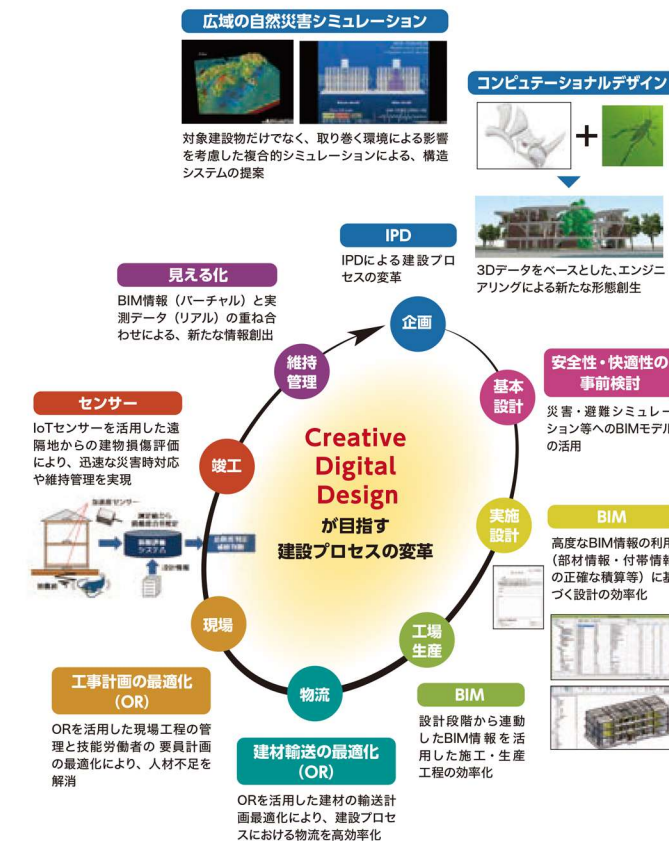 広域の自然災害シミュレーション
対象建設物だけでなく、取り巻く環境による影響
を考慮した複合的シミュレーションによる、構造
システムの提案
コンピュテーショナルデザイン
+
3Dデータをベースとした、エンジニ
アリングによる新たな形態創生
IPD
IPDによる建設プロ
セスの変革
見える化
BIM情報（バーチャル）と実
測データ（リアル）の重ね合
わせによる、新たな情報創出
企画
維持
管理
基本
設計
安全性・快適性の
事前検討
災害・避難シミュレー
ション等へのBIMモデル
の活用
センサー
IoTセンサーを活用した遠
隔地からの建物損傷評価
により、迅速な災害時対応
や維持管理を実現
加速度センサー
竣工
Creative
Digital
Design
が目指す
建設プロセスの変革
実施
設計
BIM
高度なBIM情報の利用
（部材情報・付帯情報
の正確な積算等）に基
づく設計の効率化
現場
工場
生産
物流
工事計画の最適化
(OR)
ORを活用した現場工程の管
理と技能労働者の 要員計画
の最適化により、人材不足を
解消
建材輸送の最適化
(OR)
ORを活用した建材の輸送計
画最適化により、建設プロセ
スにおける物流を高効率化
BIM
設計段階から連動
したBIM情報を活
用した施工・生産
工程の効率化